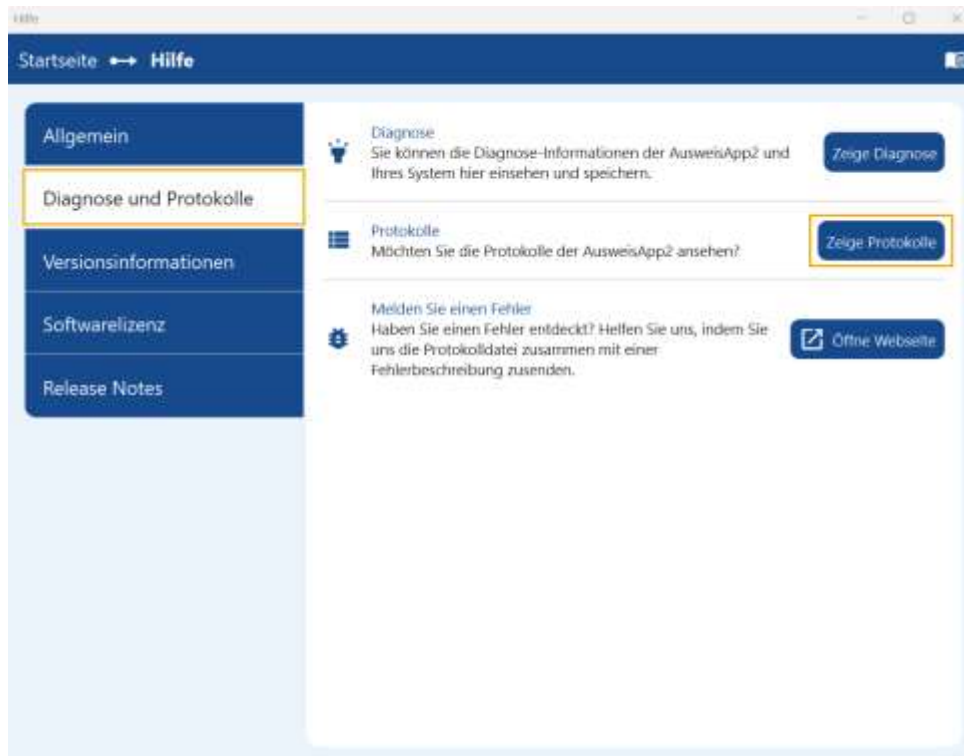 Hilfe
Startseite Hilfe
Allgemein
Diagnose und Protokolle
Versionsinformationen
Softwarelizenz
Release Notes
Diagnose
Sie können die Diagnose-Informationen der AusweisApp2 und
Ihres System hier einsehen und speichern.
Zeige Diagnose
Protokolle
Möchten Sie die Protokolle der AusweisApp2 ansehen?
Zeige Protokolle
Melden Sie einen Fehler
Haben Sie einen Fehler entdeckt? Helfen Sie uns, indem Sie
uns die Protokolldatei zusammen mit einer
Fehlerbeschreibung zusenden.
Öffne Webseite